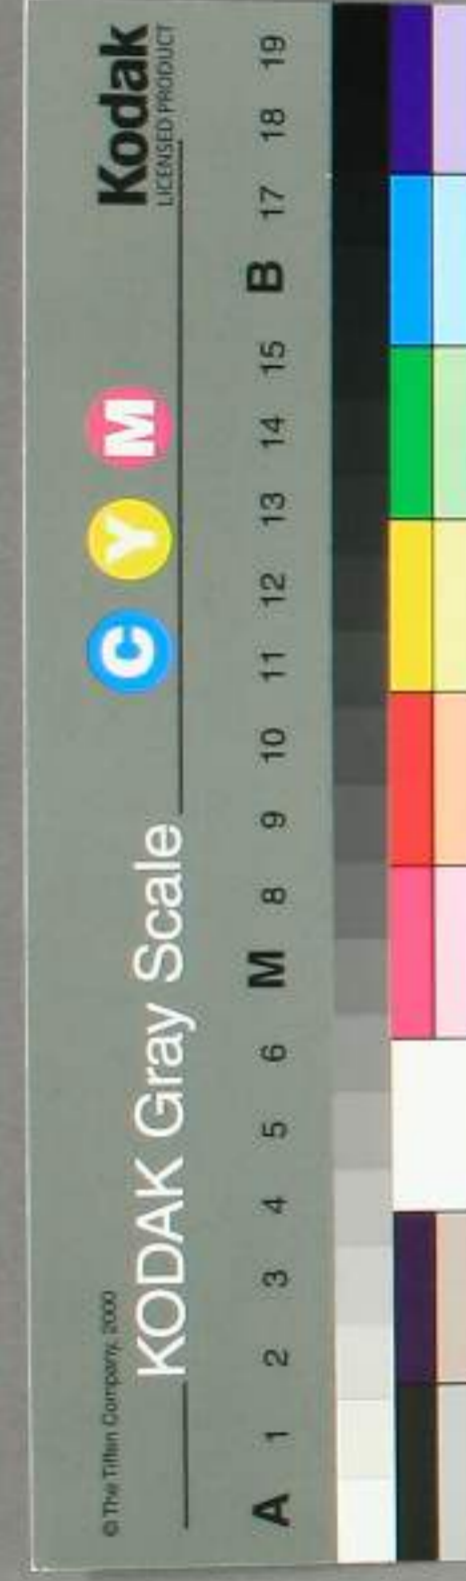 © The Tiffen Company, 2000
KODAK Gray Scale
C Y M
Kodak
LICENSED PRODUCT
A 1 2 3 4 5 6 M 8 9 10 11 12 13 14 15 B 17 18 19